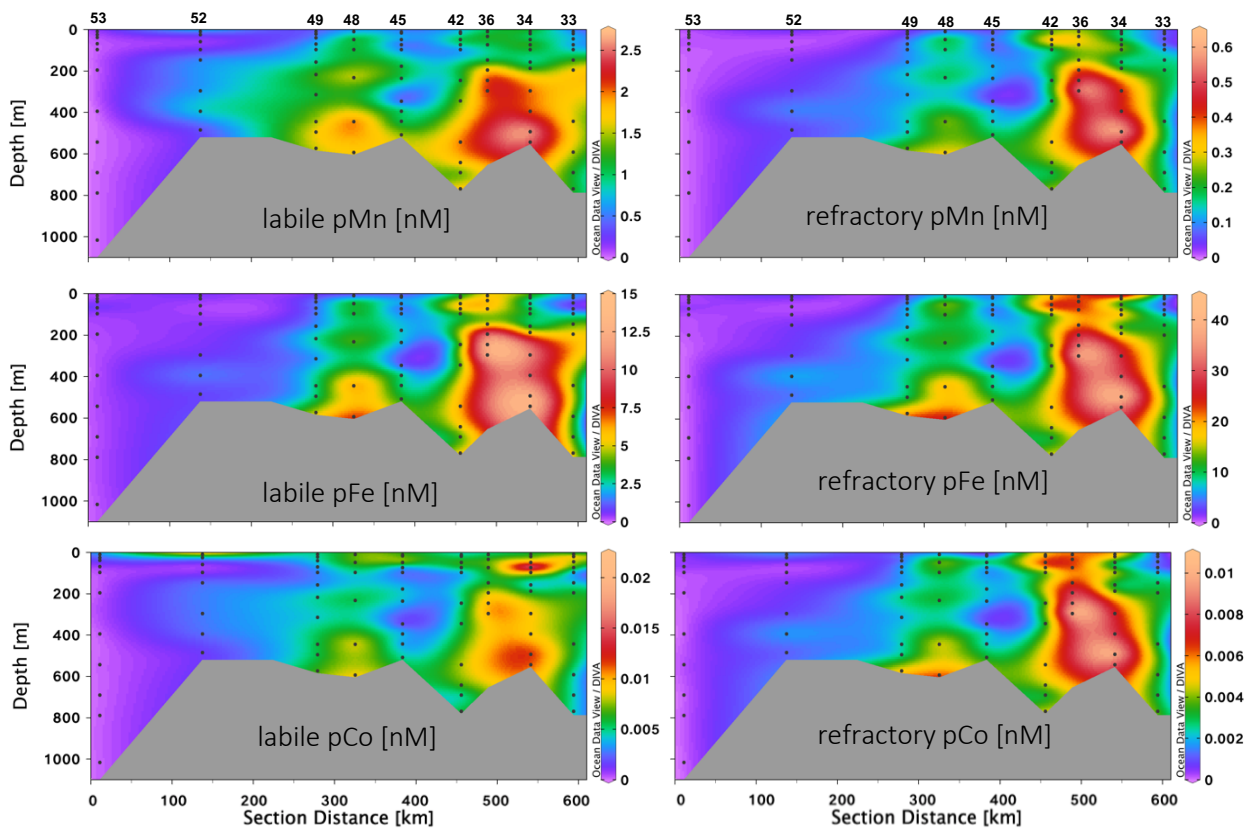 53 52 49 48 45 42 36 34 33
53 52 49 48 45 42 36 34 33
Depth [m]
0
200
400
600
800
1000
labile pMn [nM]
2.5
2
1.5
1
0.5
0
Ocean Data View / DIVA
refractory pMn [nM]
0.6
0.5
0.4
0.3
0.2
0.1
0
Ocean Data View / DIVA
Depth [m]
0
200
400
600
800
1000
labile pFe [nM]
15
12.5
10
7.5
5
2.5
0
Ocean Data View / DIVA
refractory pFe [nM]
40
30
20
10
0
Ocean Data View / DIVA
Depth [m]
0
200
400
600
800
1000
labile pCo [nM]
0.02
0.015
0.01
0.005
0
Ocean Data View / DIVA
refractory pCo [nM]
0.01
0.008
0.006
0.004
0.002
0
Ocean Data View / DIVA
0 100 200 300 400 500 600
Section Distance [km]
0 100 200 300 400 500 600
Section Distance [km]